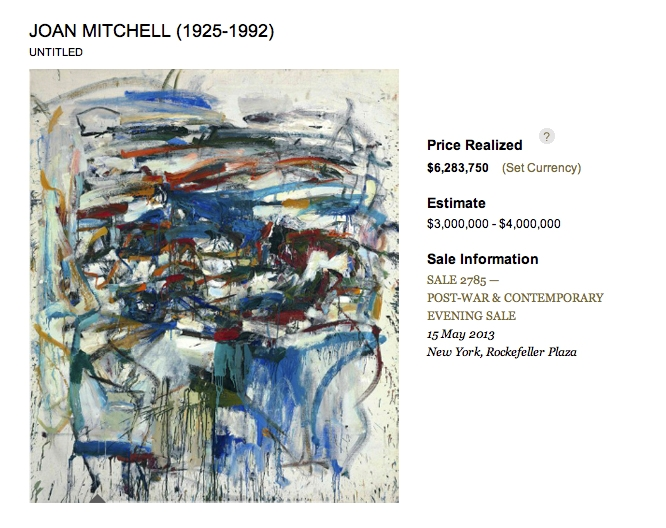 JOAN MITCHELL (1925-1992)
UNTITLED
Price Realized ?
$6,283,750 (Set Currency)
Estimate
$3,000,000 - $4,000,000
Sale Information
SALE 2785 —
POST-WAR & CONTEMPORARY
EVENING SALE
15 May 2013
New York, Rockefeller Plaza